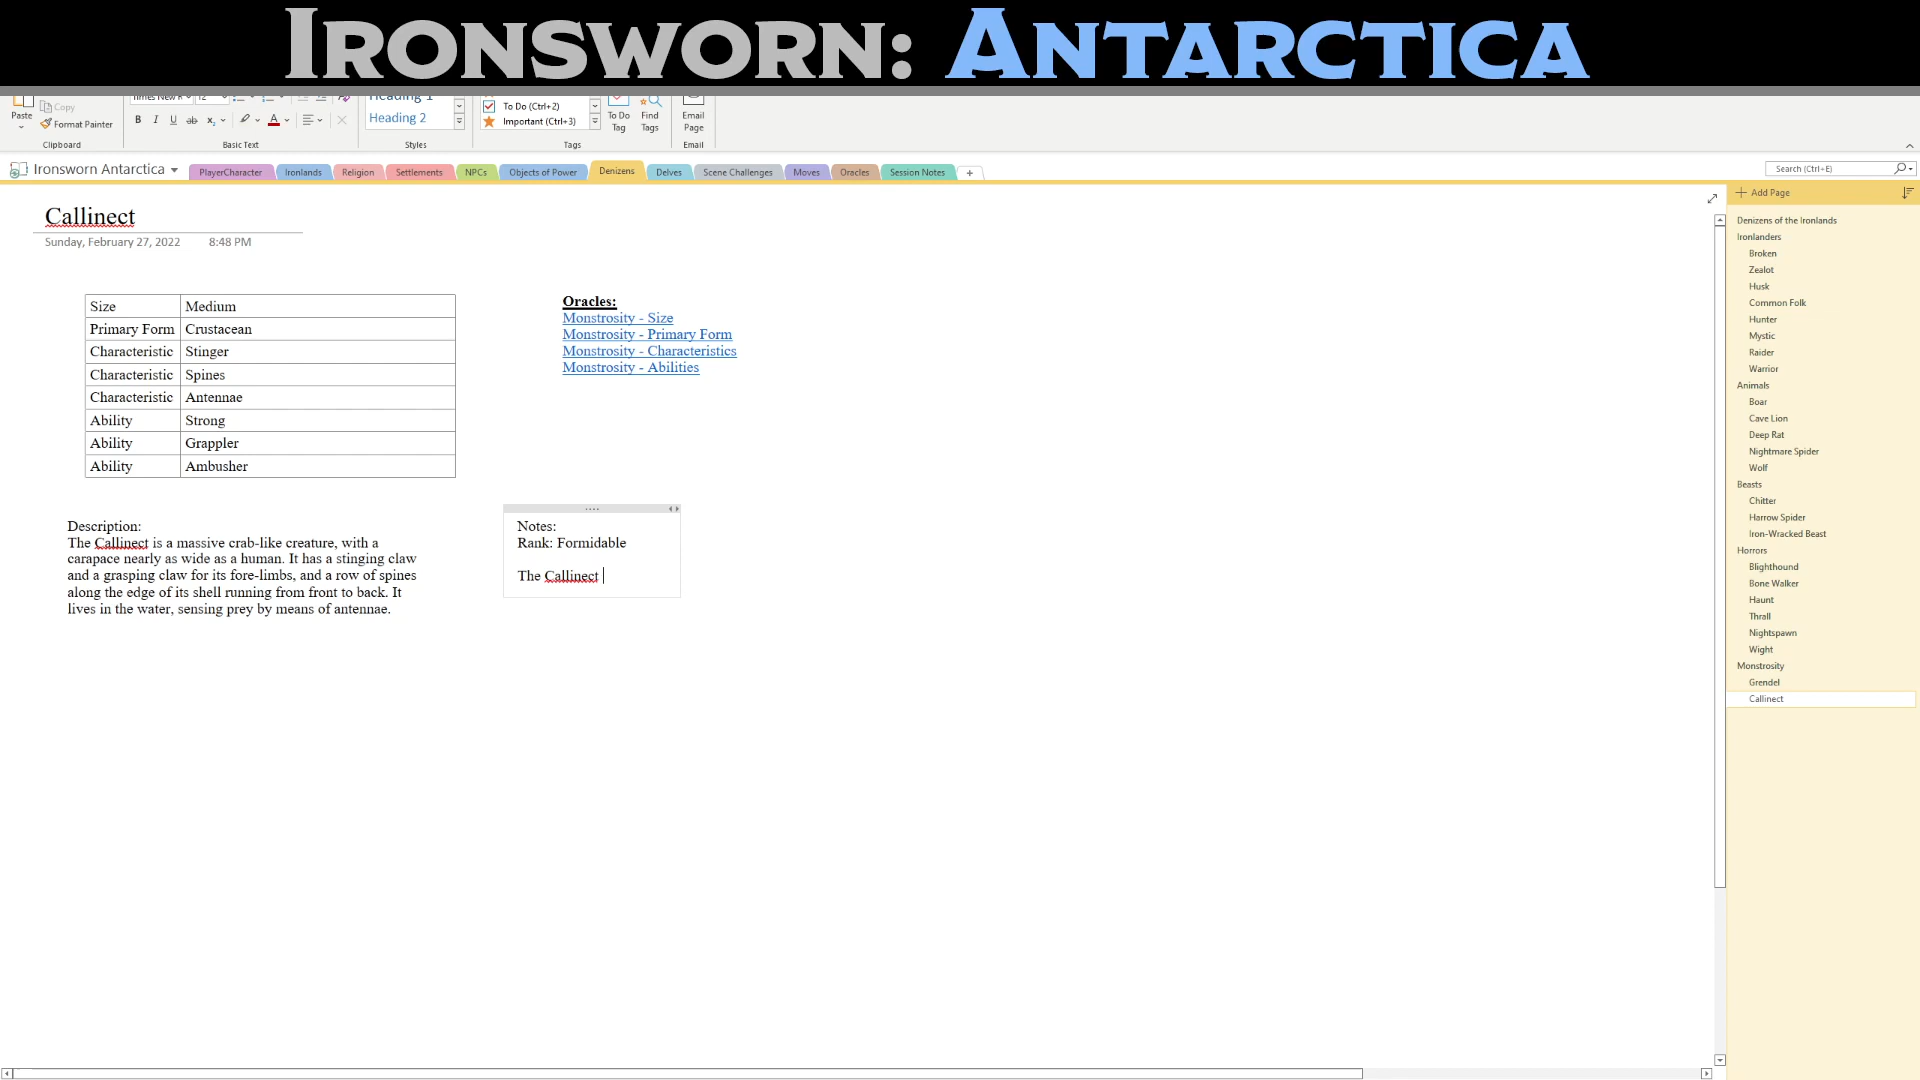 IRONSWORN: ANTARCTICA
Paste
Copy
Format Painter
Clipboard
Times New R
12
B I U ab x
A
Basic Text
Heading 1
Heading 2
Styles
To Do (Ctrl+2)
Important (Ctrl+3)
Tags
To Do
Tag
Find
Tags
Email
Page
Email
Ironsworn Antarctica
PlayerCharacter
Ironlands
Religion
Settlements
NPCs
Objects of Power
Denizens
Delves
Scene Challenges
Moves
Oracles
Session Notes
+
Search (Ctrl+E)
Callinect
Sunday, February 27, 2022 8:48 PM
Size Medium
Primary Form Crustacean
Characteristic Stinger
Characteristic Spines
Characteristic Antennae
Ability Strong
Ability Grappler
Ability Ambusher
Oracles:
Monstrosity - Size
Monstrosity - Primary Form
Monstrosity - Characteristics
Monstrosity - Abilities
Description:
The Callinect is a massive crab-like creature, with a
carapace nearly as wide as a human. It has a stinging claw
and a grasping claw for its fore-limbs, and a row of spines
along the edge of its shell running from front to back. It
lives in the water, sensing prey by means of antennae.
Notes:
Rank: Formidable
The Callinect
Add Page
Denizens of the Ironlands
Ironlanders
Broken
Zealot
Husk
Common Folk
Hunter
Mystic
Raider
Warrior
Animals
Boar
Cave Lion
Deep Rat
Nightmare Spider
Wolf
Beasts
Chitter
Harrow Spider
Iron-Wracked Beast
Horrors
Blighthound
Bone Walker
Haunt
Thrall
Nightspawn
Wight
Monstrosity
Grendel
Callinect